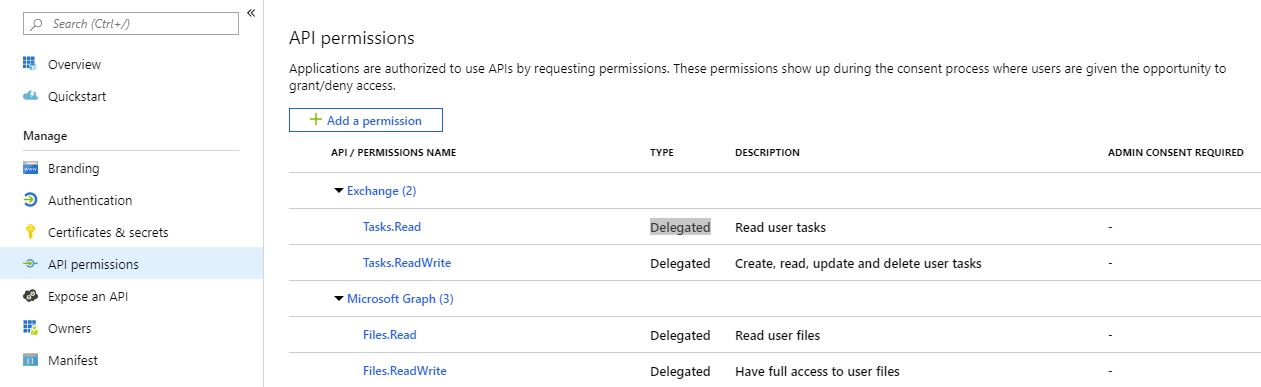 Search (Ctrl+/)
«
Overview
Quickstart
Manage
Branding
Authentication
Certificates & secrets
API permissions
Expose an API
Owners
Manifest
API permissions
Applications are authorized to use APIs by requesting permissions. These permissions show up during the consent process where users are given the opportunity to
grant/deny access.
+ Add a permission
API / PERMISSIONS NAME TYPE DESCRIPTION ADMIN CONSENT REQUIRED
Exchange (2)
Tasks.Read Delegated Read user tasks -
Tasks.ReadWrite Delegated Create, read, update and delete user tasks -
Microsoft Graph (3)
Files.Read Delegated Read user files -
Files.ReadWrite Delegated Have full access to user files -